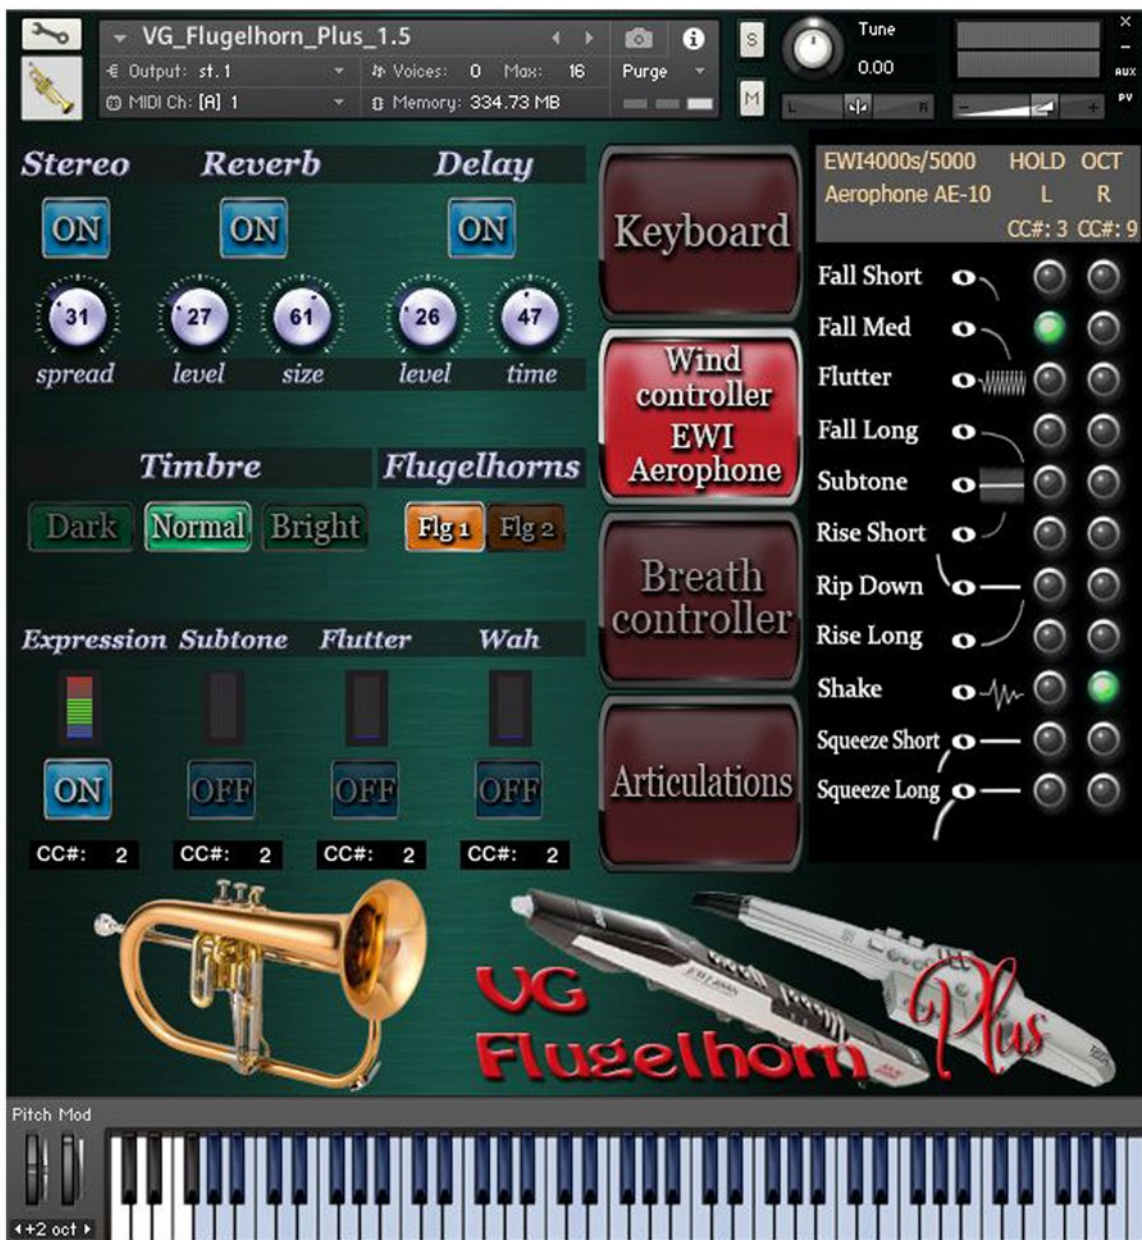 VG_Flugelhorn_Plus_1.5
Output: st.1
Voices: 0 Max: 16
Purge
MIDI Ch: [A] 1
Memory: 334.73 MB
S
M
Tune
0.00
L
R
-
+
×
-
AUX
PV
Stereo Reverb Delay
ON ON ON
31 27 61 26 47
spread level size level time
Timbre Flugelhorns
Dark Normal Bright Flg 1 Flg 2
Expression Subtone Flutter Wah
ON OFF OFF OFF
CC#: 2 CC#: 2 CC#: 2 CC#: 2
Keyboard
Wind
controller
EWI
Aerophone
Breath
controller
Articulations
EWI4000s/5000 HOLD OCT
Aerophone AE-10 L R
CC#: 3 CC#: 9
Fall Short
Fall Med
Flutter
Fall Long
Subtone
Rise Short
Rip Down
Rise Long
Shake
Squeeze Short
Squeeze Long
VG
Flugelhorn
Plus
Pitch Mod
+2 oct